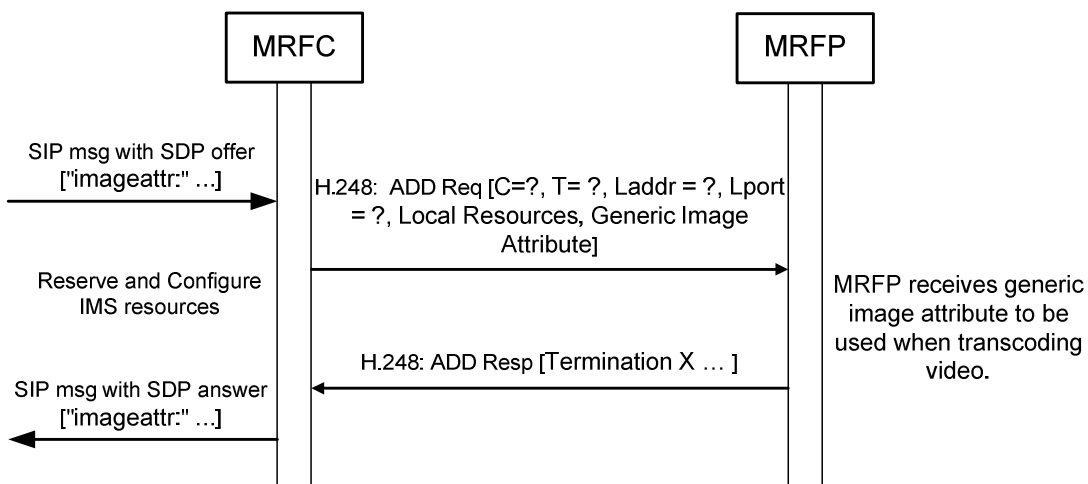 MRFC
MRFP
SIP msg with SDP offer
["imageattr:" ...]
H.248: ADD Req [C=?, T= ?, Laddr = ?, Lport
= ?, Local Resources, Generic Image
Attribute]
Reserve and Configure
IMS resources
MRFP receives generic
image attribute to be
used when transcoding
video.
H.248: ADD Resp [Termination X ... ]
SIP msg with SDP answer
["imageattr:" ...]